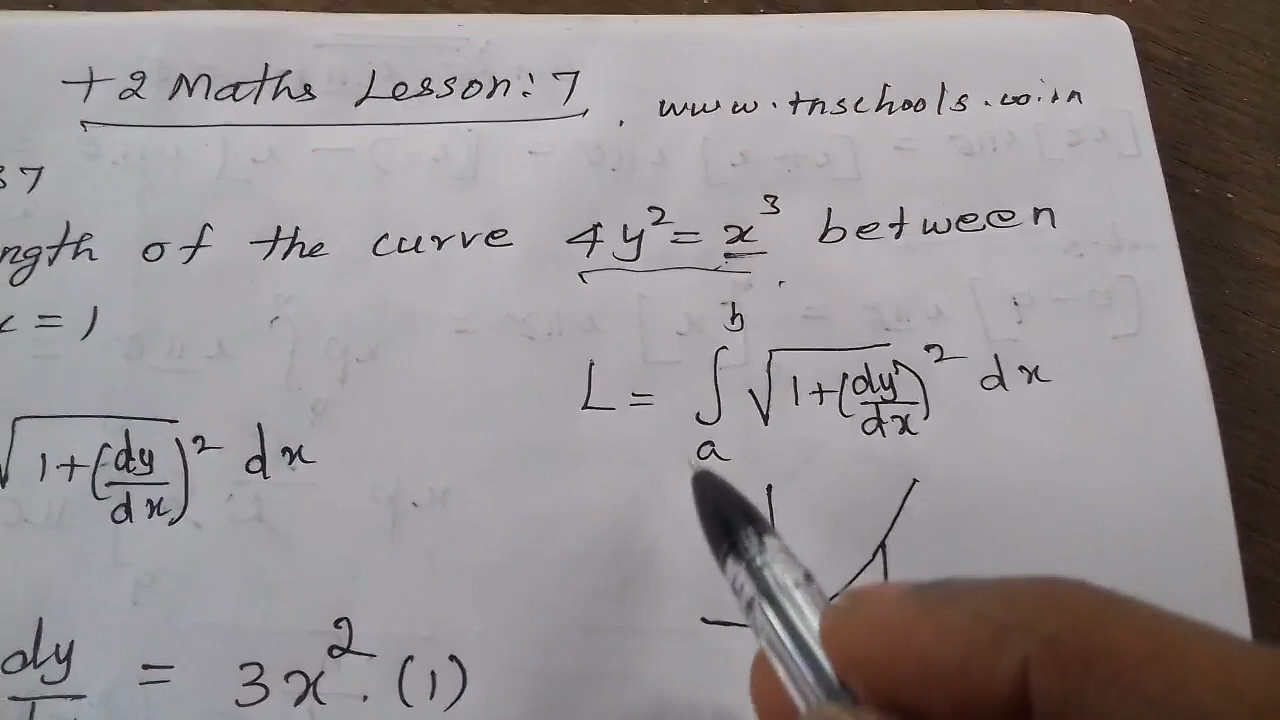 +2 Maths Lesson: 7
www.tnschools.co.in
37
ngth of the curve 4y² = x³ between
x = 1
L = ∫ₐᵇ √1+(dy/dx)² dx
√1+(dy/dx)² dx
dy
= 3x². (1)